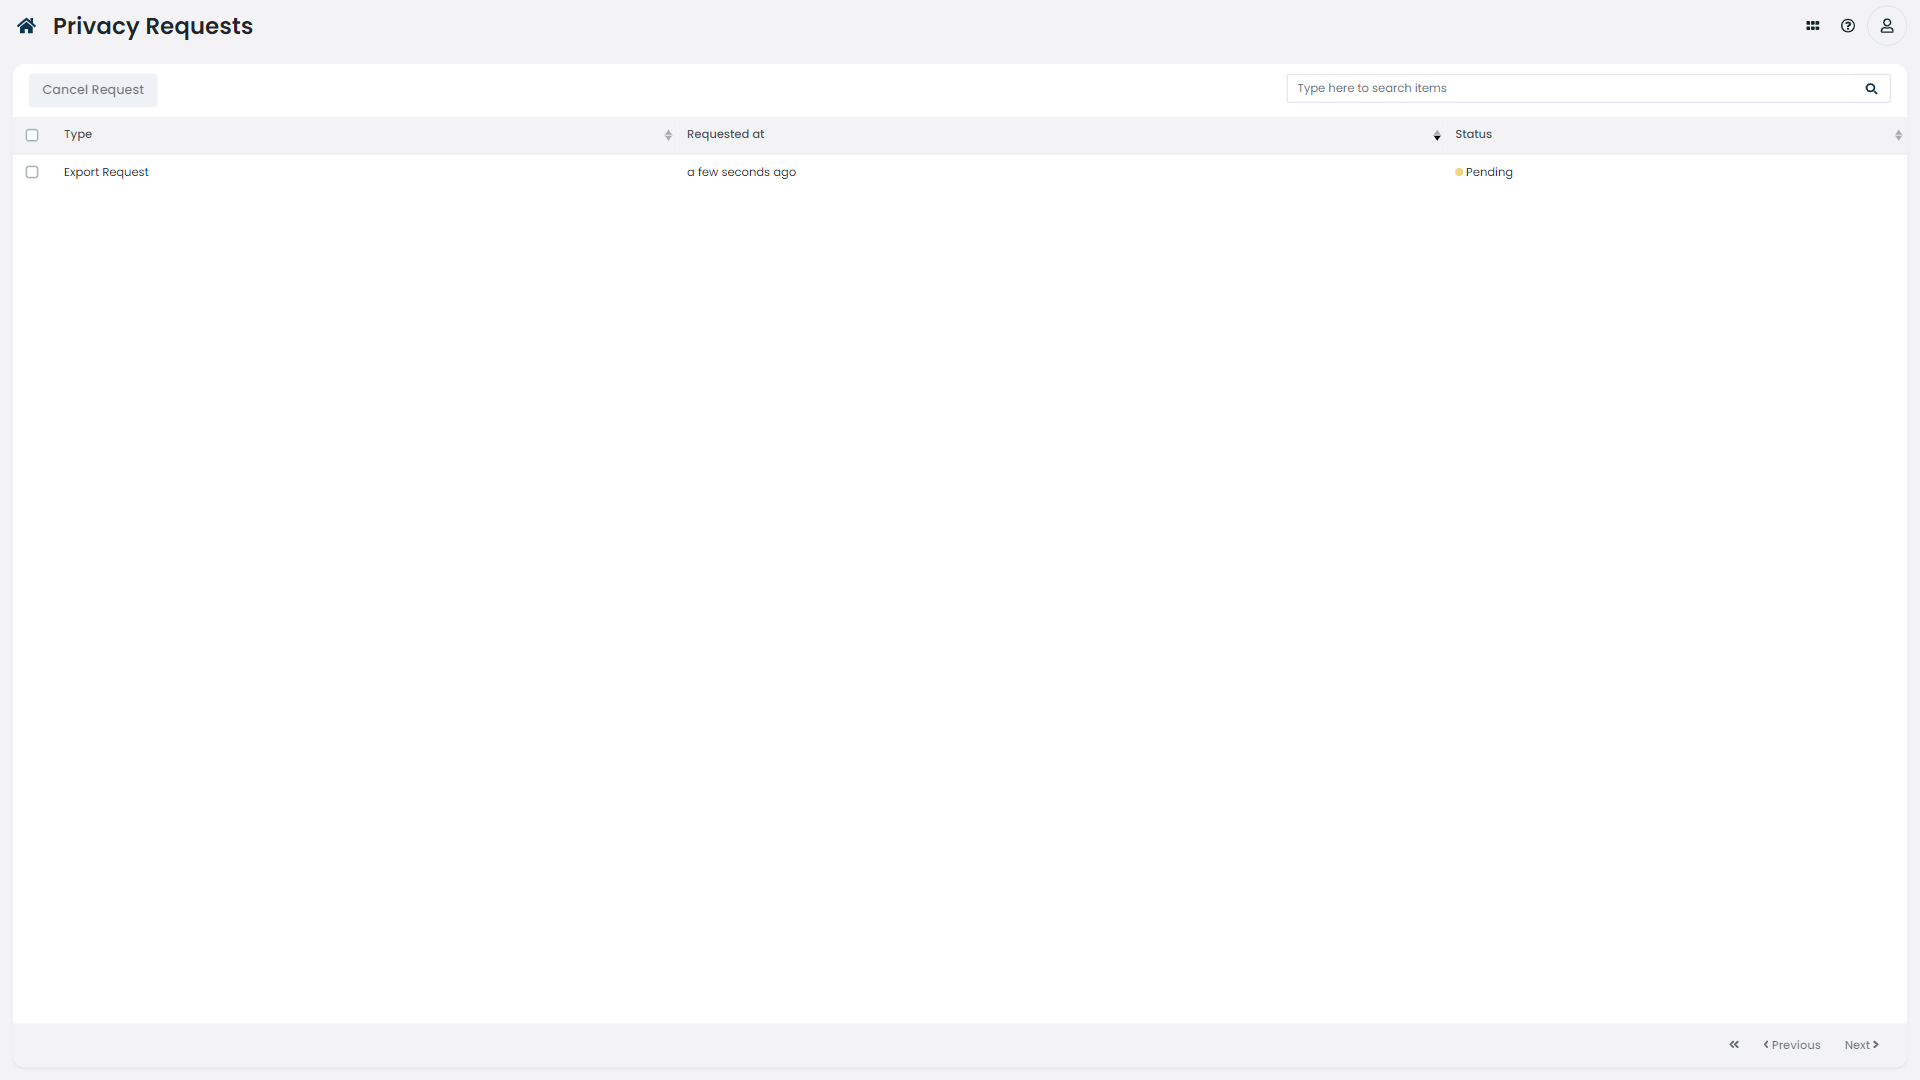 Privacy Requests
Cancel Request
Type here to search items
Type
Requested at
Status
Export Request
a few seconds ago
Pending
Previous
Next